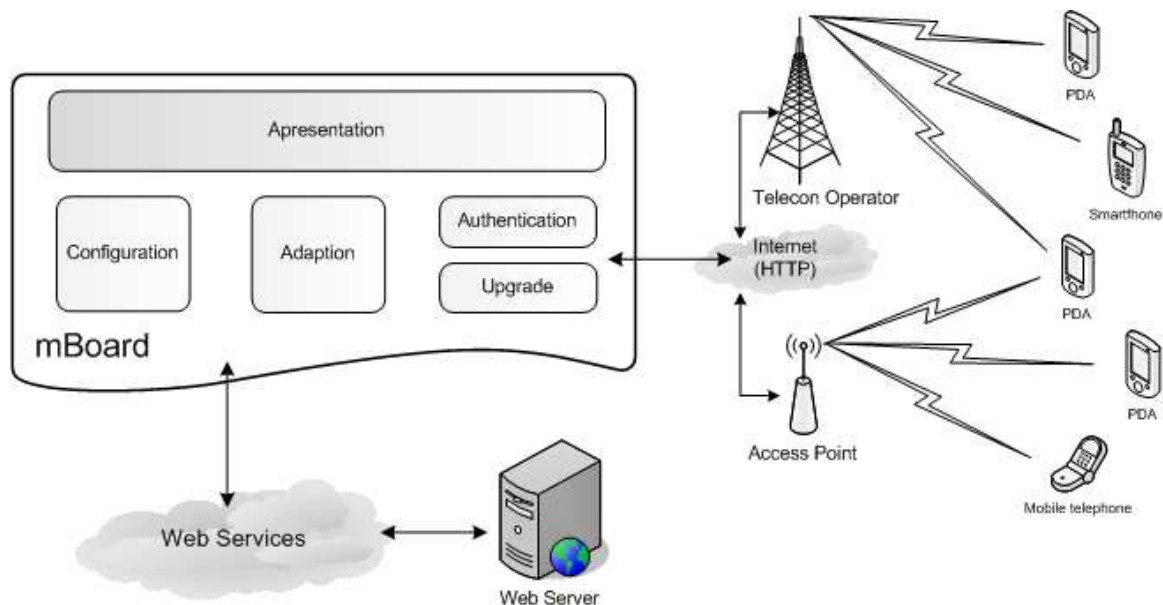 Apresentation
Configuration
Adaption
Authentication
Upgrade
mBoard
Web Services
Web Server
Internet
(HTTP)
Telecon Operator
Access Point
PDA
Smartfhone
PDA
PDA
Mobile telephone